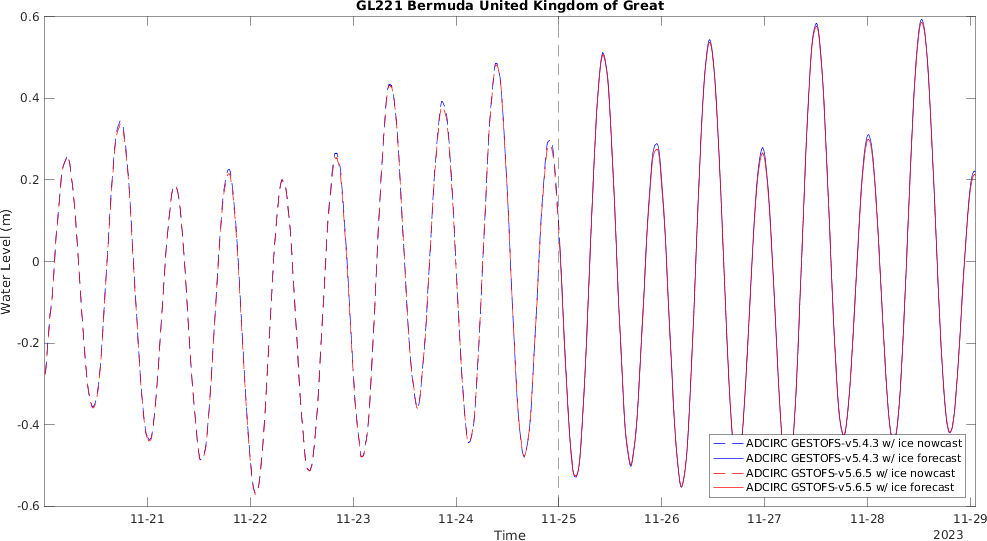 GL221 Bermuda United Kingdom of Great
0.6
0.4
0.2
0
-0.2
-0.4
-0.6
Water Level (m)
11-21 11-22 11-23 11-24 11-25 11-26 11-27 11-28 11-29
Time
2023
ADCIRC GESTOFS-v5.4.3 w/ ice nowcast
ADCIRC GESTOFS-v5.4.3 w/ ice forecast
ADCIRC GSTOFS-v5.6.5 w/ ice nowcast
ADCIRC GSTOFS-v5.6.5 w/ ice forecast